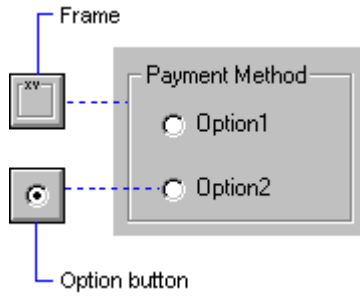 Frame
xv
Payment Method
Option1
Option2
Option button